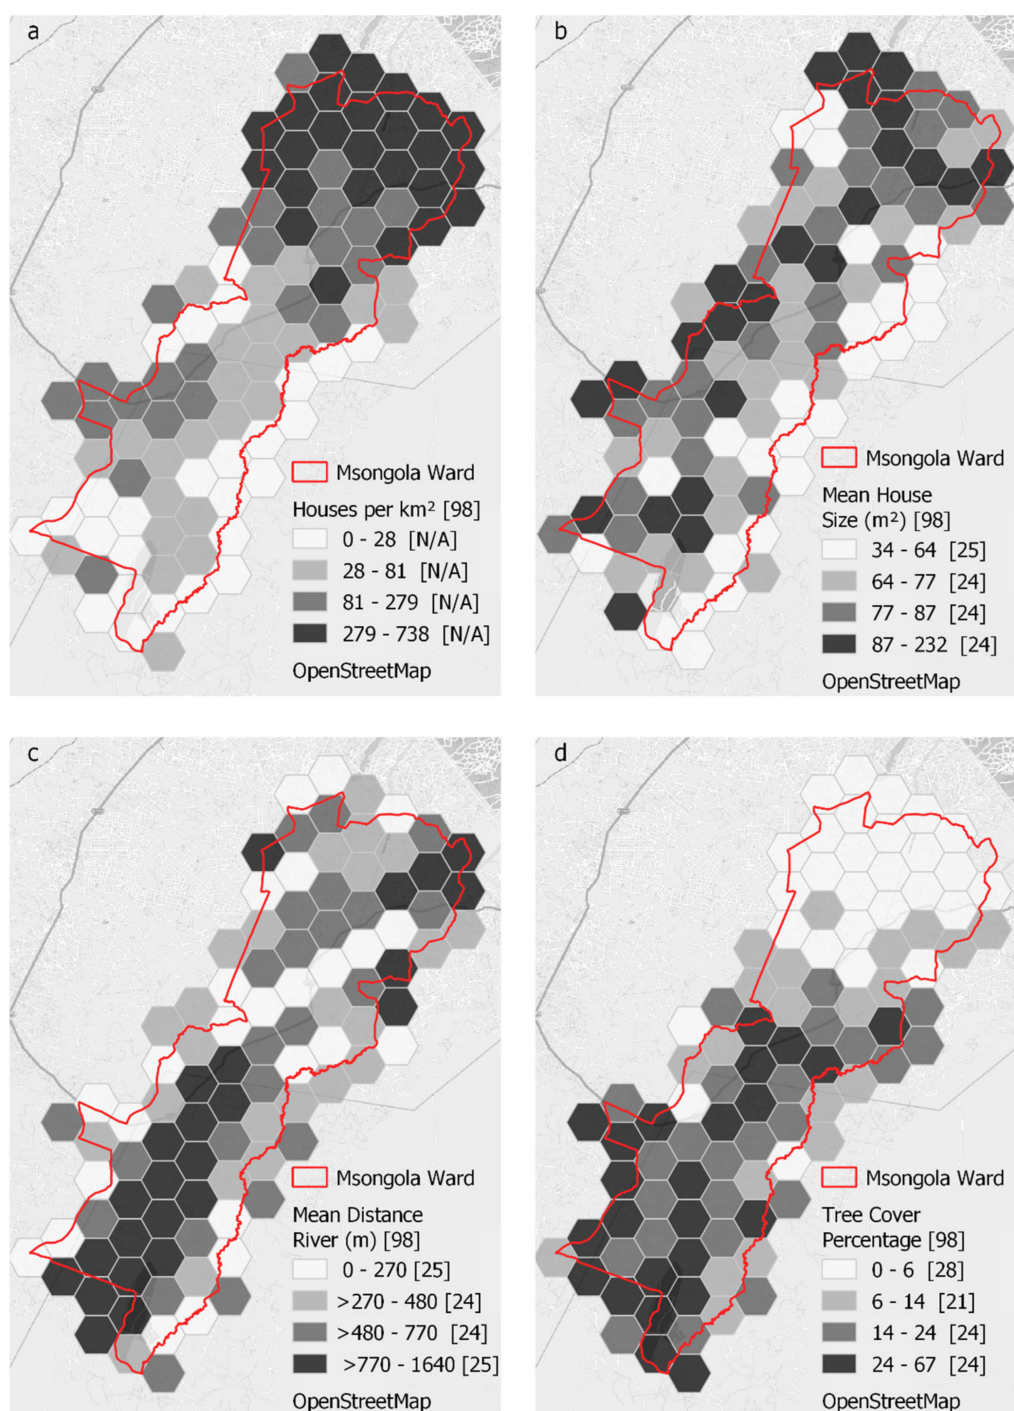 a
Msongola Ward
Houses per km² [98]
0 - 28 [N/A]
28 - 81 [N/A]
81 - 279 [N/A]
279 - 738 [N/A]
OpenStreetMap
b
Msongola Ward
Mean House
Size (m²) [98]
34 - 64 [25]
64 - 77 [24]
77 - 87 [24]
87 - 232 [24]
OpenStreetMap
c
Msongola Ward
Mean Distance
River (m) [98]
0 - 270 [25]
>270 - 480 [24]
>480 - 770 [24]
>770 - 1640 [25]
OpenStreetMap
d
Msongola Ward
Tree Cover
Percentage [98]
0 - 6 [28]
6 - 14 [21]
14 - 24 [24]
24 - 67 [24]
OpenStreetMap